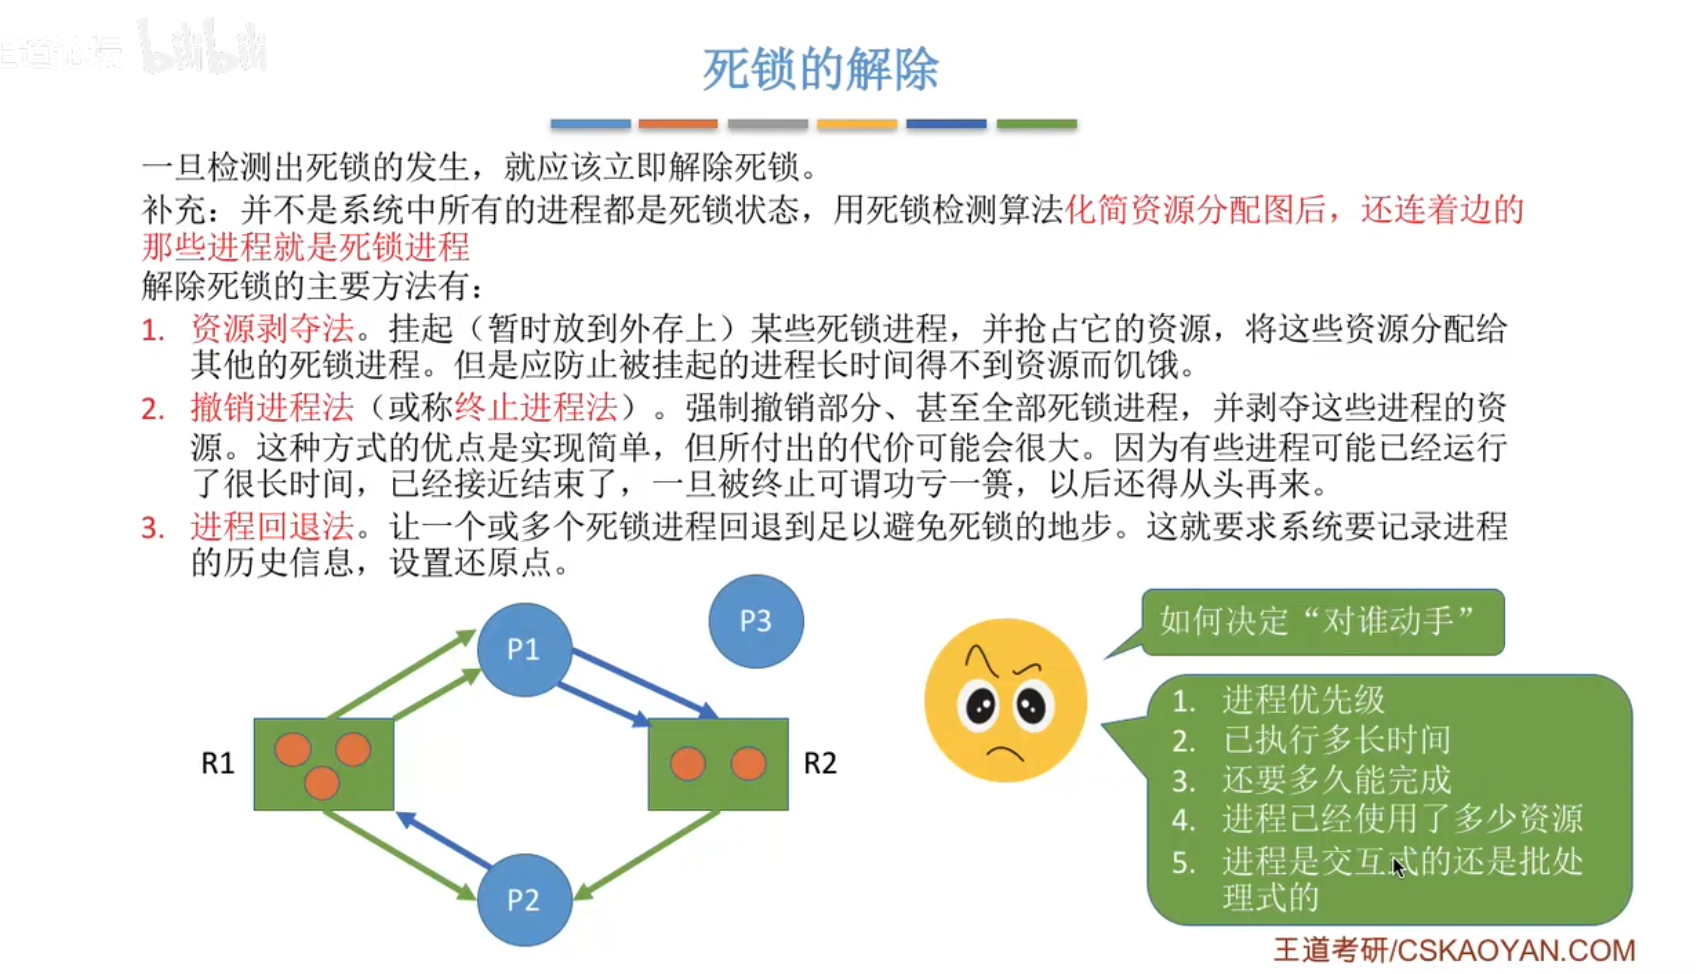 王道论坛 bilibili
死锁的解除
一旦检测出死锁的发生，就应该立即解除死锁。
补充：并不是系统中所有的进程都是死锁状态，用死锁检测算法化简资源分配图后，还连着边的
那些进程就是死锁进程
解除死锁的主要方法有：
1. 资源剥夺法。挂起（暂时放到外存上）某些死锁进程，并抢占它的资源，将这些资源分配给
其他的死锁进程。但是应防止被挂起的进程长时间得不到资源而饥饿。
2. 撤销进程法（或称终止进程法）。强制撤销部分、甚至全部死锁进程，并剥夺这些进程的资
源。这种方式的优点是实现简单，但所付出的代价可能会很大。因为有些进程可能已经运行
了很长时间，已经接近结束了，一旦被终止可谓功亏一篑，以后还得从头再来。
3. 进程回退法。让一个或多个死锁进程回退到足以避免死锁的地步。这就要求系统要记录进程
的历史信息，设置还原点。
P1
P3
R1
R2
P2
如何决定“对谁动手”
1. 进程优先级
2. 已执行多长时间
3. 还要多久能完成
4. 进程已经使用了多少资源
5. 进程是交互式的还是批处
理式的
王道考研/CSKAOYAN.COM